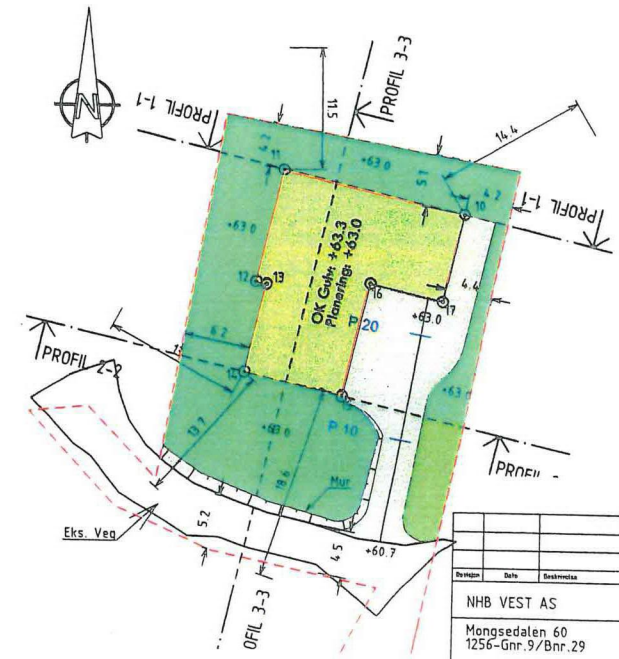 N
PROFIL 3-3
PROFIL 1-1
11.5
14.4
11
+63.0
5.1
4.2
10
PROFIL 1-1
+63.0
OK Gulv: +63.3
Planering: +63.0
12
13
16
17
4.4
+63.0
P 20
6.2
PROFIL 2-2
14
+63.0
13.7
+63.0
18.6
P 10
Mur
PROFIL
Eks. Veg
5.2
4.5
+60.7
OFIL 3-3
Dato
Beskrivelse
NHB VEST AS
Mongsedalen 60
1256-Gnr.9/Bnr.29